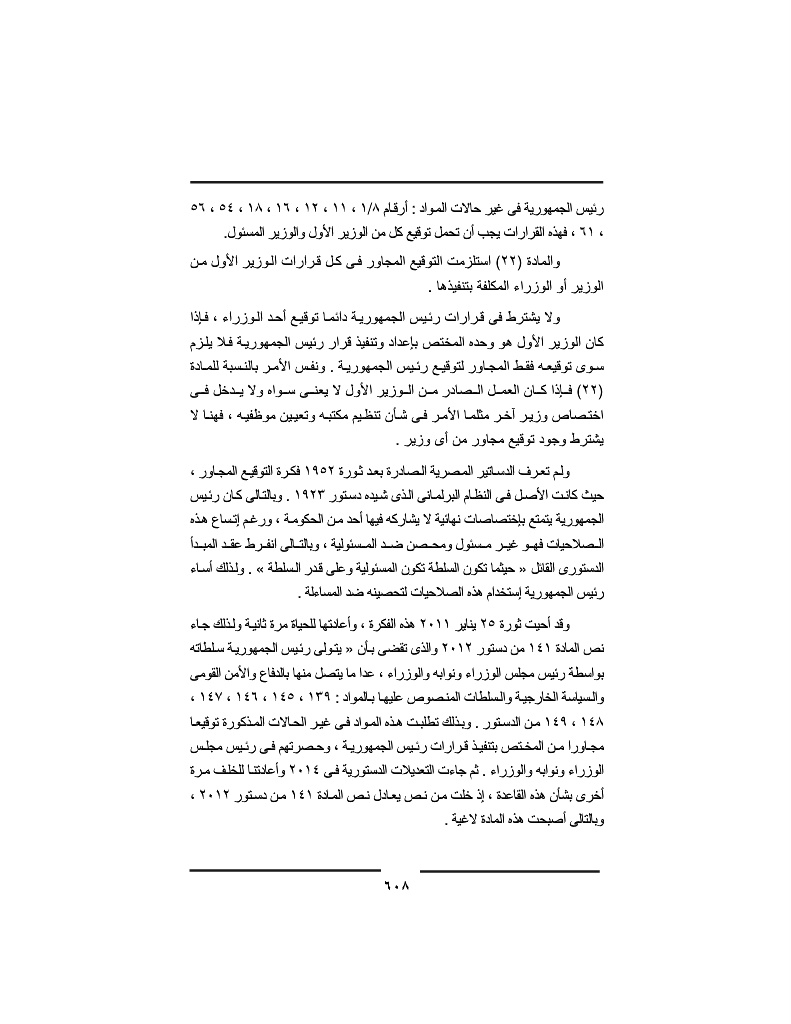 رئيس الجمهورية فى غير حالات المواد : أرقام ١/٨ ، ١١ ، ١٢ ، ١٦ ، ١٨ ، ٥٤ ، ٥٦
، ٦١ ، فهذه القرارات يجب أن تحمل توقيع كل من الوزير الأول والوزير المسئول.
والمادة (٢٢) استلزمت التوقيع المجاور فى كل قرارات الوزير الأول من
الوزير أو الوزراء المكلفة بتنفيذها .
ولا يشترط فى قرارات رئيس الجمهورية دائما توقيع أحد الوزراء ، فإذا
كان الوزير الأول هو وحده المختص بإعداد وتنفيذ قرار رئيس الجمهورية فلا يلزم
سوى توقيعه فقط المجاور لتوقيع رئيس الجمهورية . ونفس الأمر بالنسبة للمادة
(٢٢) فإذا كان العمل الصادر من الوزير الأول لا يعنى سواه ولا يدخل فى
اختصاص وزير آخر مثلما الأمر فى شأن تنظيم مكتبه وتعيين موظفيه ، فهنا لا
يشترط وجود توقيع مجاور من أى وزير .
ولم تعرف الدساتير المصرية الصادرة بعد ثورة ١٩٥٢ فكرة التوقيع المجاور ،
حيث كانت الأصل فى النظام البرلمانى الذى شيده دستور ١٩٢٣ . وبالتالى كان رئيس
الجمهورية يتمتع بإختصاصات نهائية لا يشاركه فيها أحد من الحكومة ، ورغم إتساع هذه
الصلاحيات فهو غير مسئول ومحصن ضد المسئولية ، وبالتالى انفرط عقد المبدأ
الدستورى القائل « حيثما تكون السلطة تكون المسئولية وعلى قدر السلطة » . ولذلك أساء
رئيس الجمهورية إستخدام هذه الصلاحيات لتحصينه ضد المساءلة .
وقد أحيت ثورة ٢٥ يناير ٢٠١١ هذه الفكرة ، وأعادتها للحياة مرة ثانية ولذلك جاء
نص المادة ١٤١ من دستور ٢٠١٢ والذى تقضى بأن « يتولى رئيس الجمهورية سلطاته
بواسطة رئيس مجلس الوزراء ونوابه والوزراء ، عدا ما يتصل منها بالدفاع والأمن القومى
والسياسة الخارجية والسلطات المنصوص عليها بالمواد : ١٣٩ ، ١٤٥ ، ١٤٦ ، ١٤٧ ،
١٤٨ ، ١٤٩ من الدستور . وبذلك تطلبت هذه المواد فى غير الحالات المذكورة توقيعا
مجاورا من المختص بتنفيذ قرارات رئيس الجمهورية ، وحصرتهم فى رئيس مجلس
الوزراء ونوابه والوزراء . ثم جاءت التعديلات الدستورية فى ٢٠١٤ وأعادتنا للخلف مرة
أخرى بشأن هذه القاعدة ، إذ خلت من نص يعادل نص المادة ١٤١ من دستور ٢٠١٢ ،
وبالتالى أصبحت هذه المادة لاغية .
٦٠٨